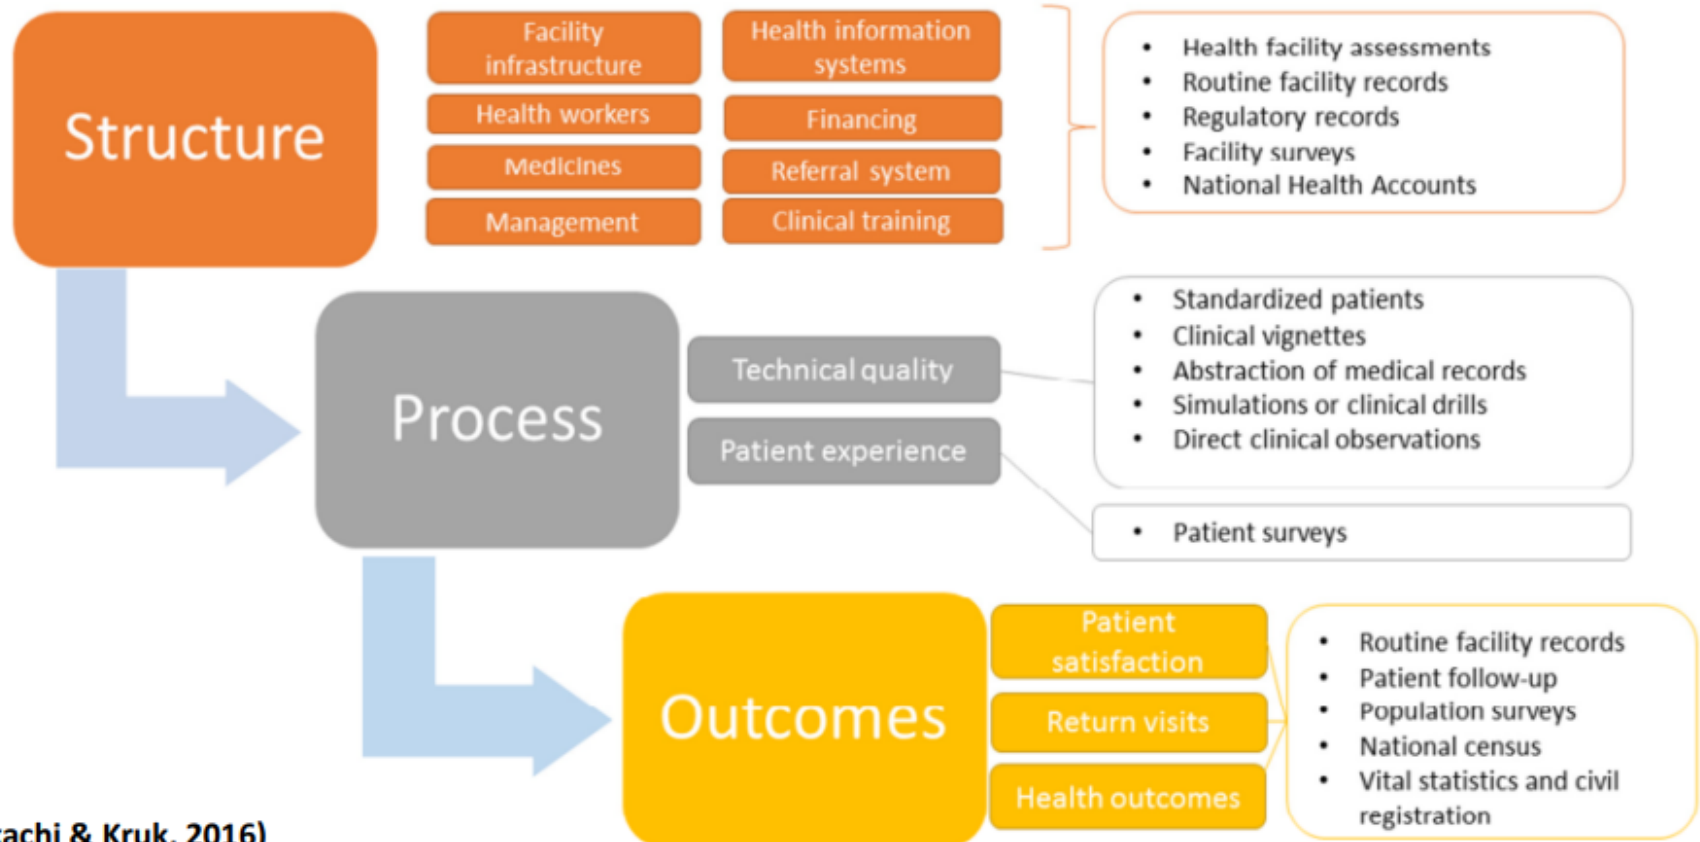 Structure
Facility
infrastructure
Health workers
Medicines
Management
Health information
systems
Financing
Referral system
Clinical training
• Health facility assessments
• Routine facility records
• Regulatory records
• Facility surveys
• National Health Accounts
Process
Technical quality
Patient experience
• Standardized patients
• Clinical vignettes
• Abstraction of medical records
• Simulations or clinical drills
• Direct clinical observations
• Patient surveys
Outcomes
Patient
satisfaction
Return visits
Health outcomes
• Routine facility records
• Patient follow-up
• Population surveys
• National census
• Vital statistics and civil
registration
& Kruk, 2016)